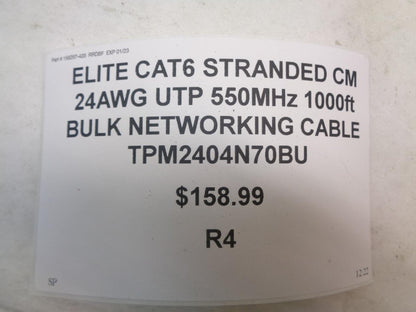 ELITE CAT6 STRANDED CM
24AWG UTP 550MHz 1000ft
BULK NETWORKING CABLE
TPM2404N70BU
$158.99
R4
SP 12/22